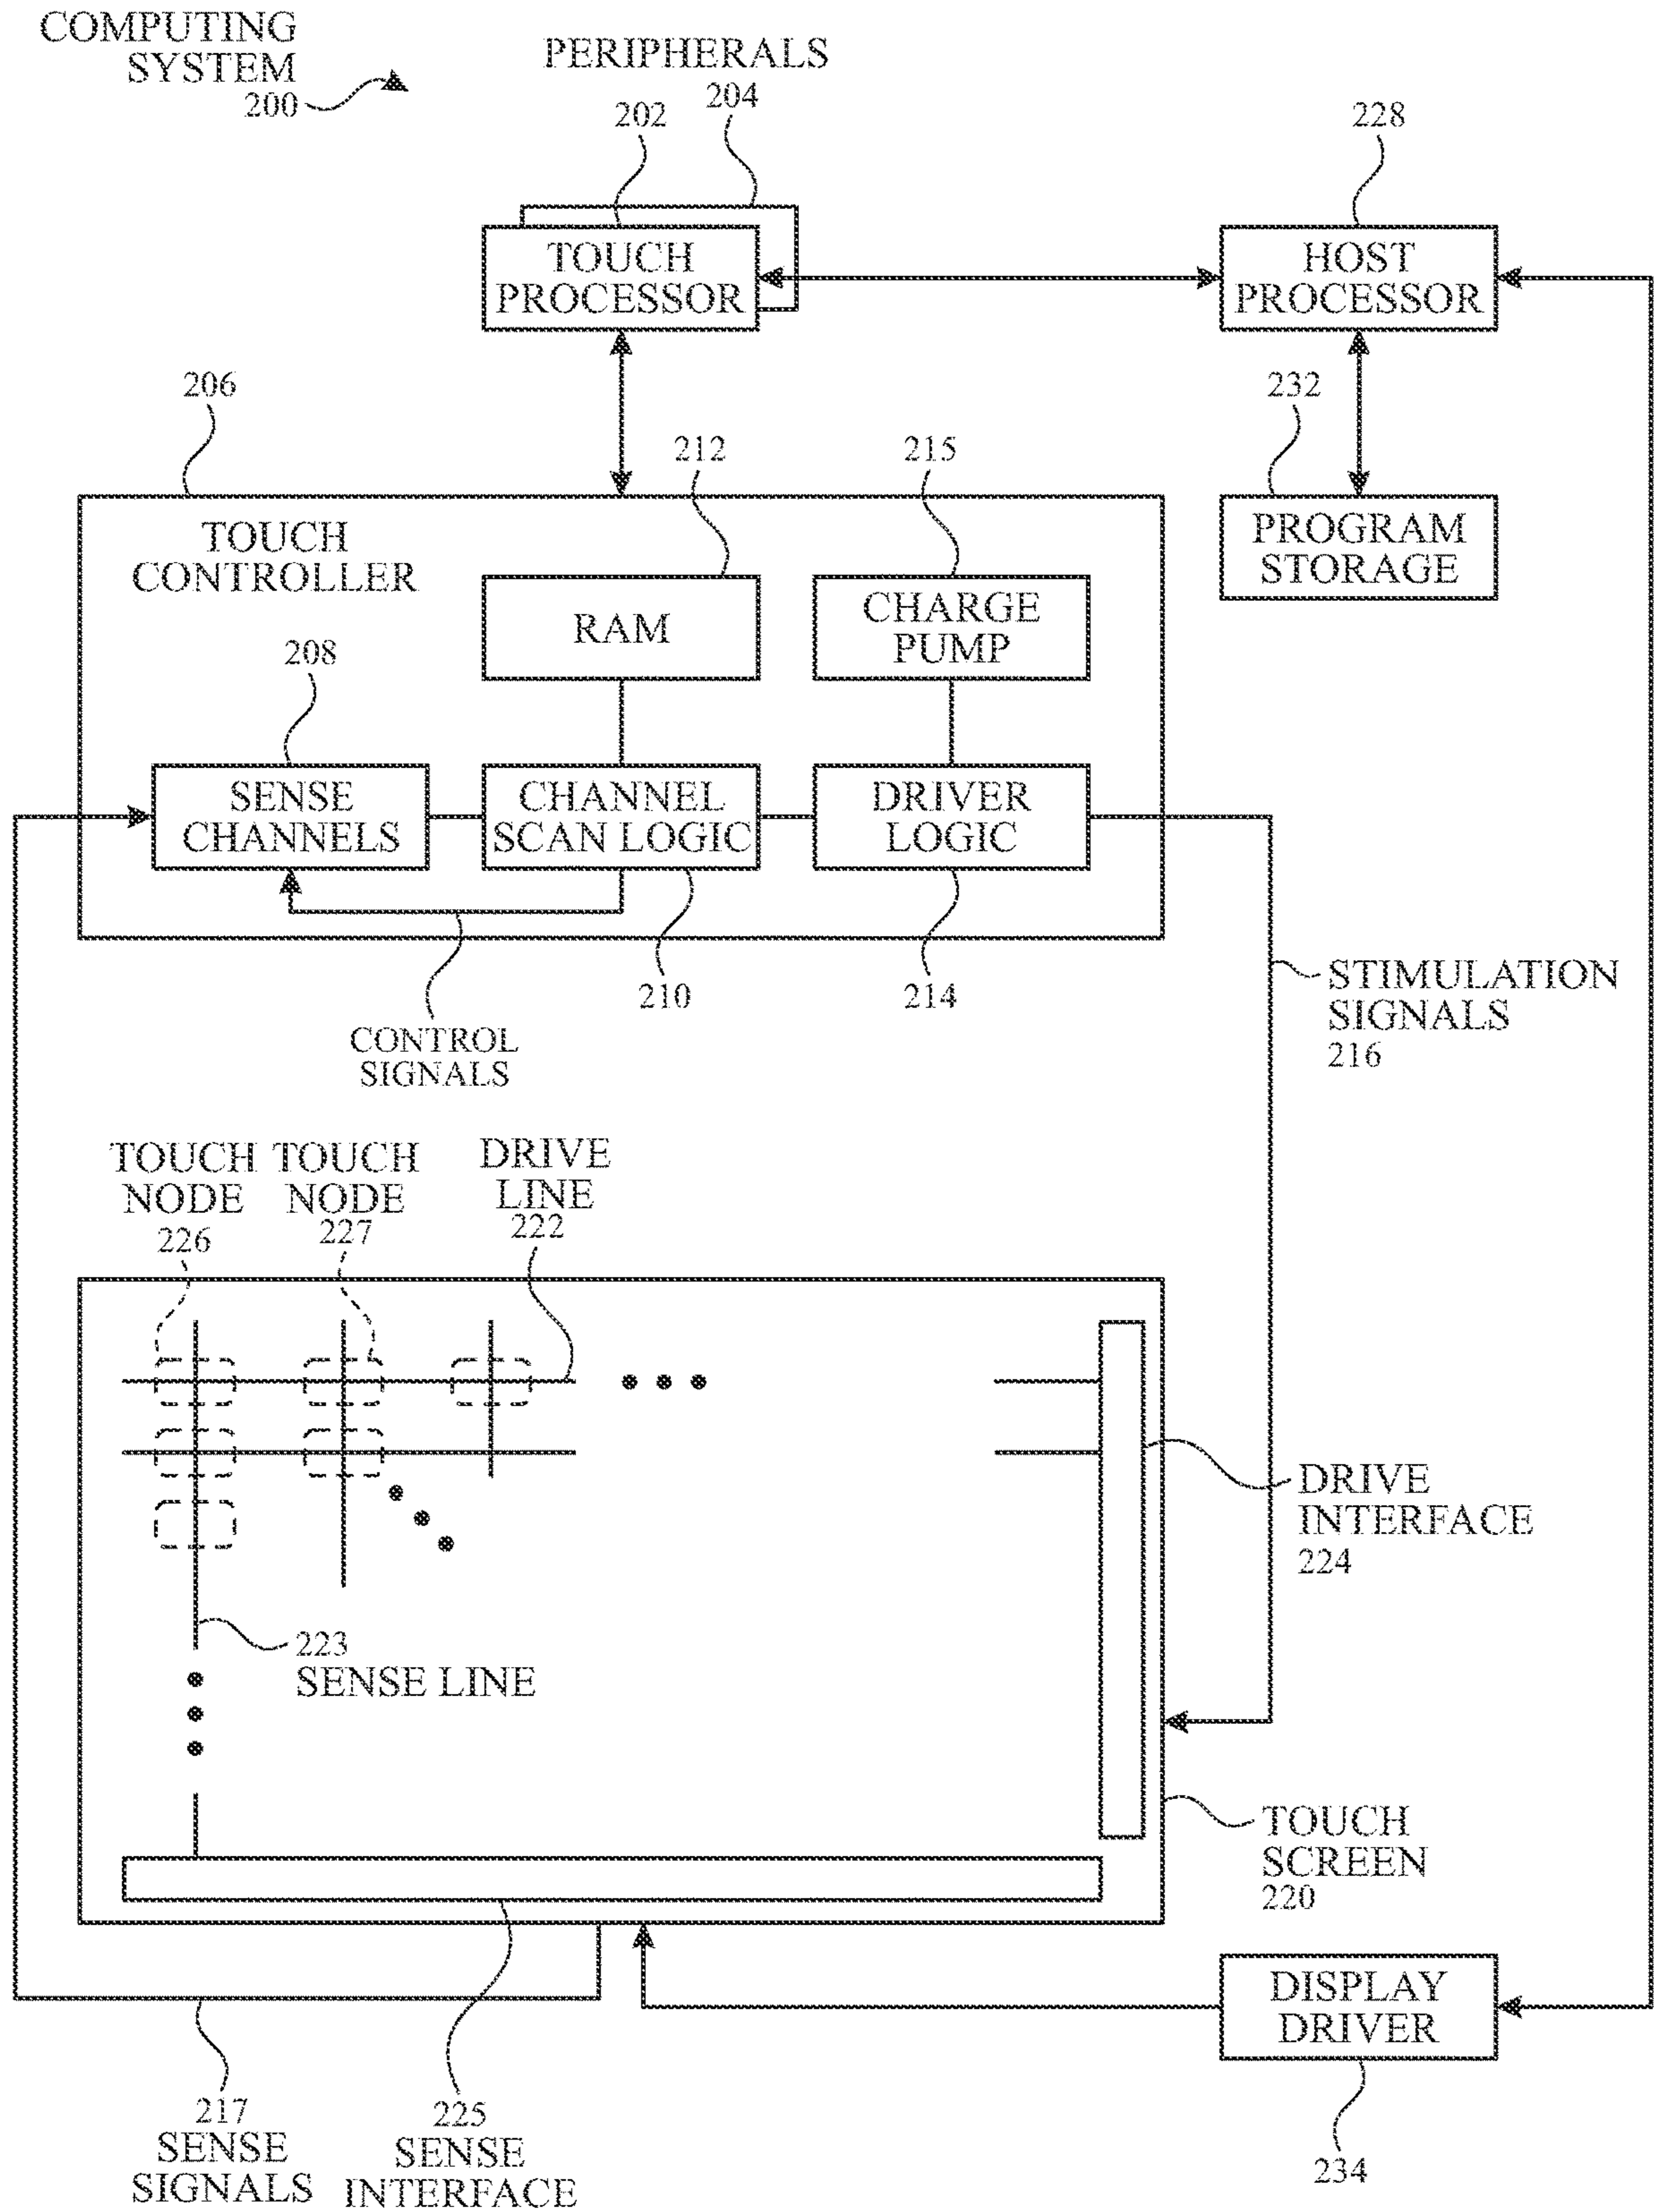 COMPUTING
SYSTEM
200
PERIPHERALS
204
202
228
TOUCH
PROCESSOR
HOST
PROCESSOR
206
232
212
215
TOUCH
CONTROLLER
PROGRAM
STORAGE
RAM
CHARGE
PUMP
208
SENSE
CHANNELS
CHANNEL
SCAN LOGIC
DRIVER
LOGIC
210
214
STIMULATION
SIGNALS
216
CONTROL
SIGNALS
TOUCH
NODE
226
TOUCH
NODE
227
DRIVE
LINE
222
DRIVE
INTERFACE
224
223
SENSE LINE
TOUCH
SCREEN
220
DISPLAY
DRIVER
217
SENSE
SIGNALS
225
SENSE
INTERFACE
234